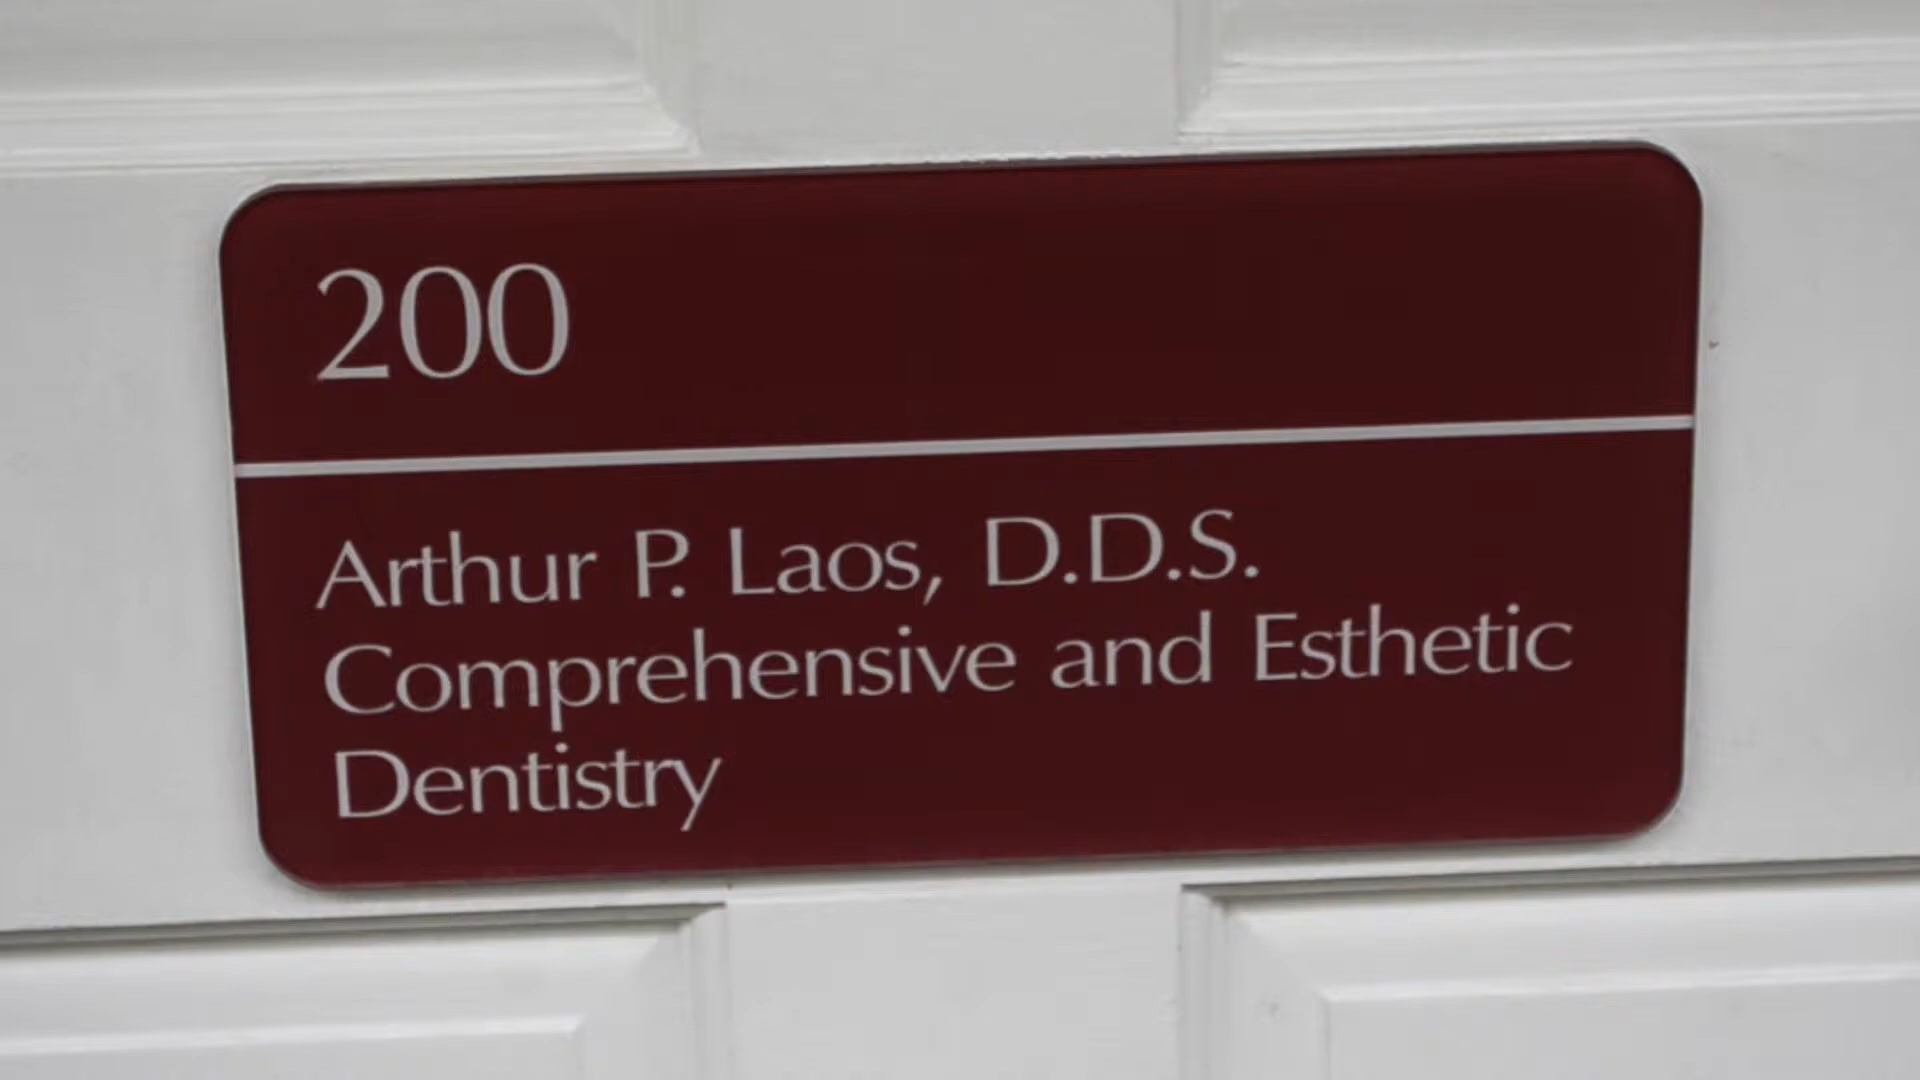 200
Arthur P. Laos, D.D.S.
Comprehensive and Esthetic
Dentistry